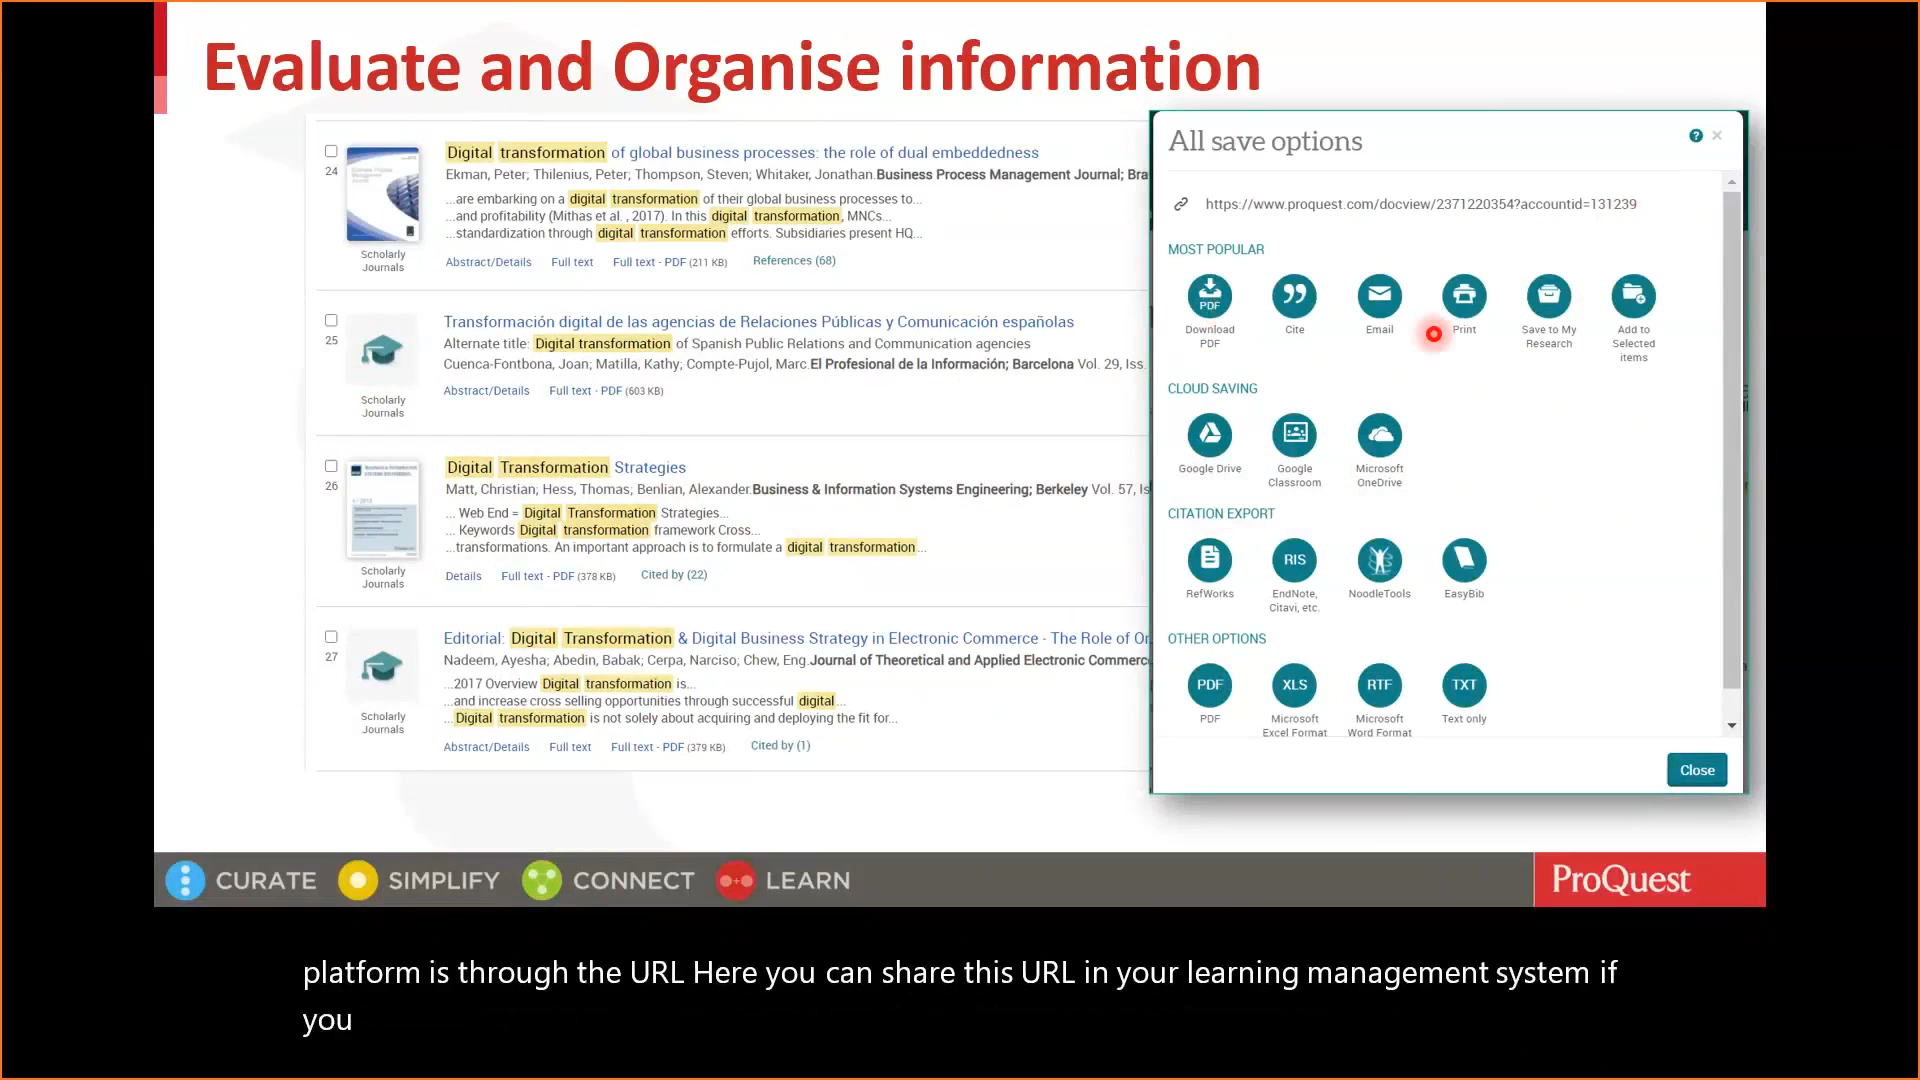 Evaluate and Organise information
24
Scholarly
Journals
Digital transformation of global business processes: the role of dual embeddedness
Ekman, Peter; Thilenius, Peter; Thompson, Steven; Whitaker, Jonathan.Business Process Management Journal; Bra
...are embarking on a digital transformation of their global business processes to...
...and profitability (Mithas et al. , 2017). In this digital transformation, MNCs...
...standardization through digital transformation efforts. Subsidiaries present HQ...
Abstract/Details Full text Full text - PDF (211 KB) References (68)
25
Scholarly
Journals
Transformación digital de las agencias de Relaciones Públicas y Comunicación españolas
Alternate title: Digital transformation of Spanish Public Relations and Communication agencies
Cuenca-Fontbona, Joan; Matilla, Kathy; Compte-Pujol, Marc.El Profesional de la Información; Barcelona Vol. 29, Iss.
Abstract/Details Full text - PDF (603 KB)
26
Scholarly
Journals
Digital Transformation Strategies
Matt, Christian; Hess, Thomas; Benlian, Alexander.Business & Information Systems Engineering; Berkeley Vol. 57, Is
... Web End = Digital Transformation Strategies...
... Keywords Digital transformation framework Cross...
...transformations. An important approach is to formulate a digital transformation...
Details Full text - PDF (378 KB) Cited by (22)
27
Scholarly
Journals
Editorial: Digital Transformation & Digital Business Strategy in Electronic Commerce - The Role of Or
Nadeem, Ayesha; Abedin, Babak; Cerpa, Narciso; Chew, Eng.Journal of Theoretical and Applied Electronic Commerc
...2017 Overview Digital transformation is...
...and increase cross selling opportunities through successful digital...
...Digital transformation is not solely about acquiring and deploying the fit for...
Abstract/Details Full text Full text - PDF (379 KB) Cited by (1)
All save options
https://www.proquest.com/docview/2371220354?accountid=131239
MOST POPULAR
PDF
Download
PDF
Cite
Email
Print
Save to My
Research
Add to
Selected
items
CLOUD SAVING
Google Drive
Google
Classroom
Microsoft
OneDrive
CITATION EXPORT
RefWorks
RIS
EndNote,
Citavi, etc.
NoodleTools
EasyBib
OTHER OPTIONS
PDF
PDF
XLS
Microsoft
Excel Format
RTF
Microsoft
Word Format
TXT
Text only
Close
CURATE SIMPLIFY CONNECT LEARN
ProQuest
platform is through the URL Here you can share this URL in your learning management system if
you